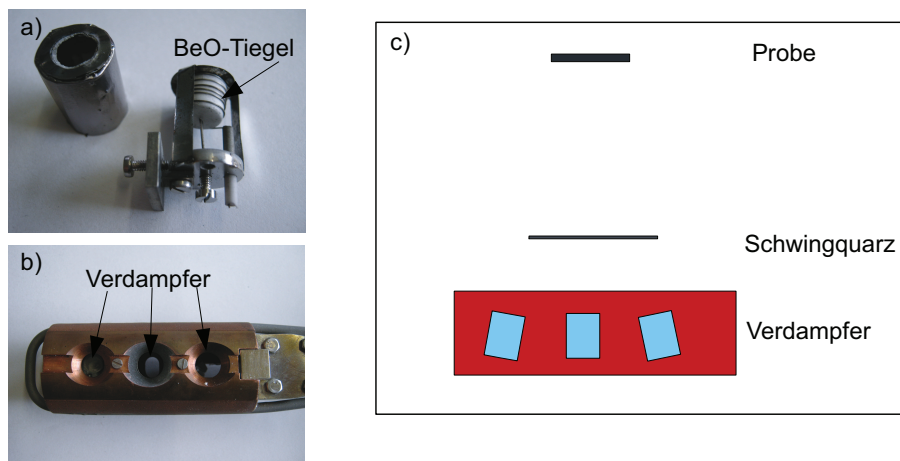 a)
BeO-Tiegel
b)
Verdampfer
c)
Probe
Schwingquarz
Verdampfer